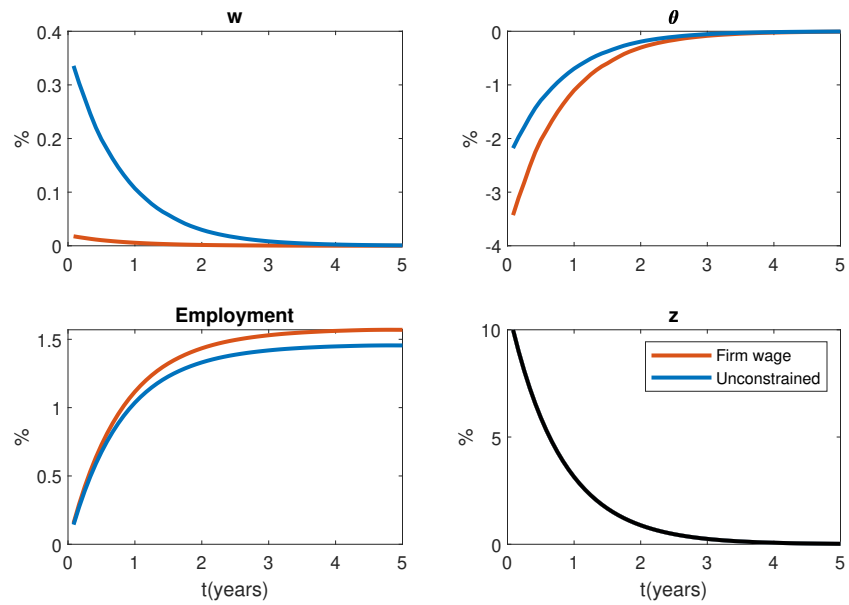 w
0.4
0.3
0.2
0.1
0
%
0 1 2 3 4 5
θ
0
-1
-2
-3
-4
%
0 1 2 3 4 5
Employment
1.5
1
0.5
0
%
0 1 2 3 4 5
t(years)
z
10
5
0
%
Firm wage
Unconstrained
0 1 2 3 4 5
t(years)